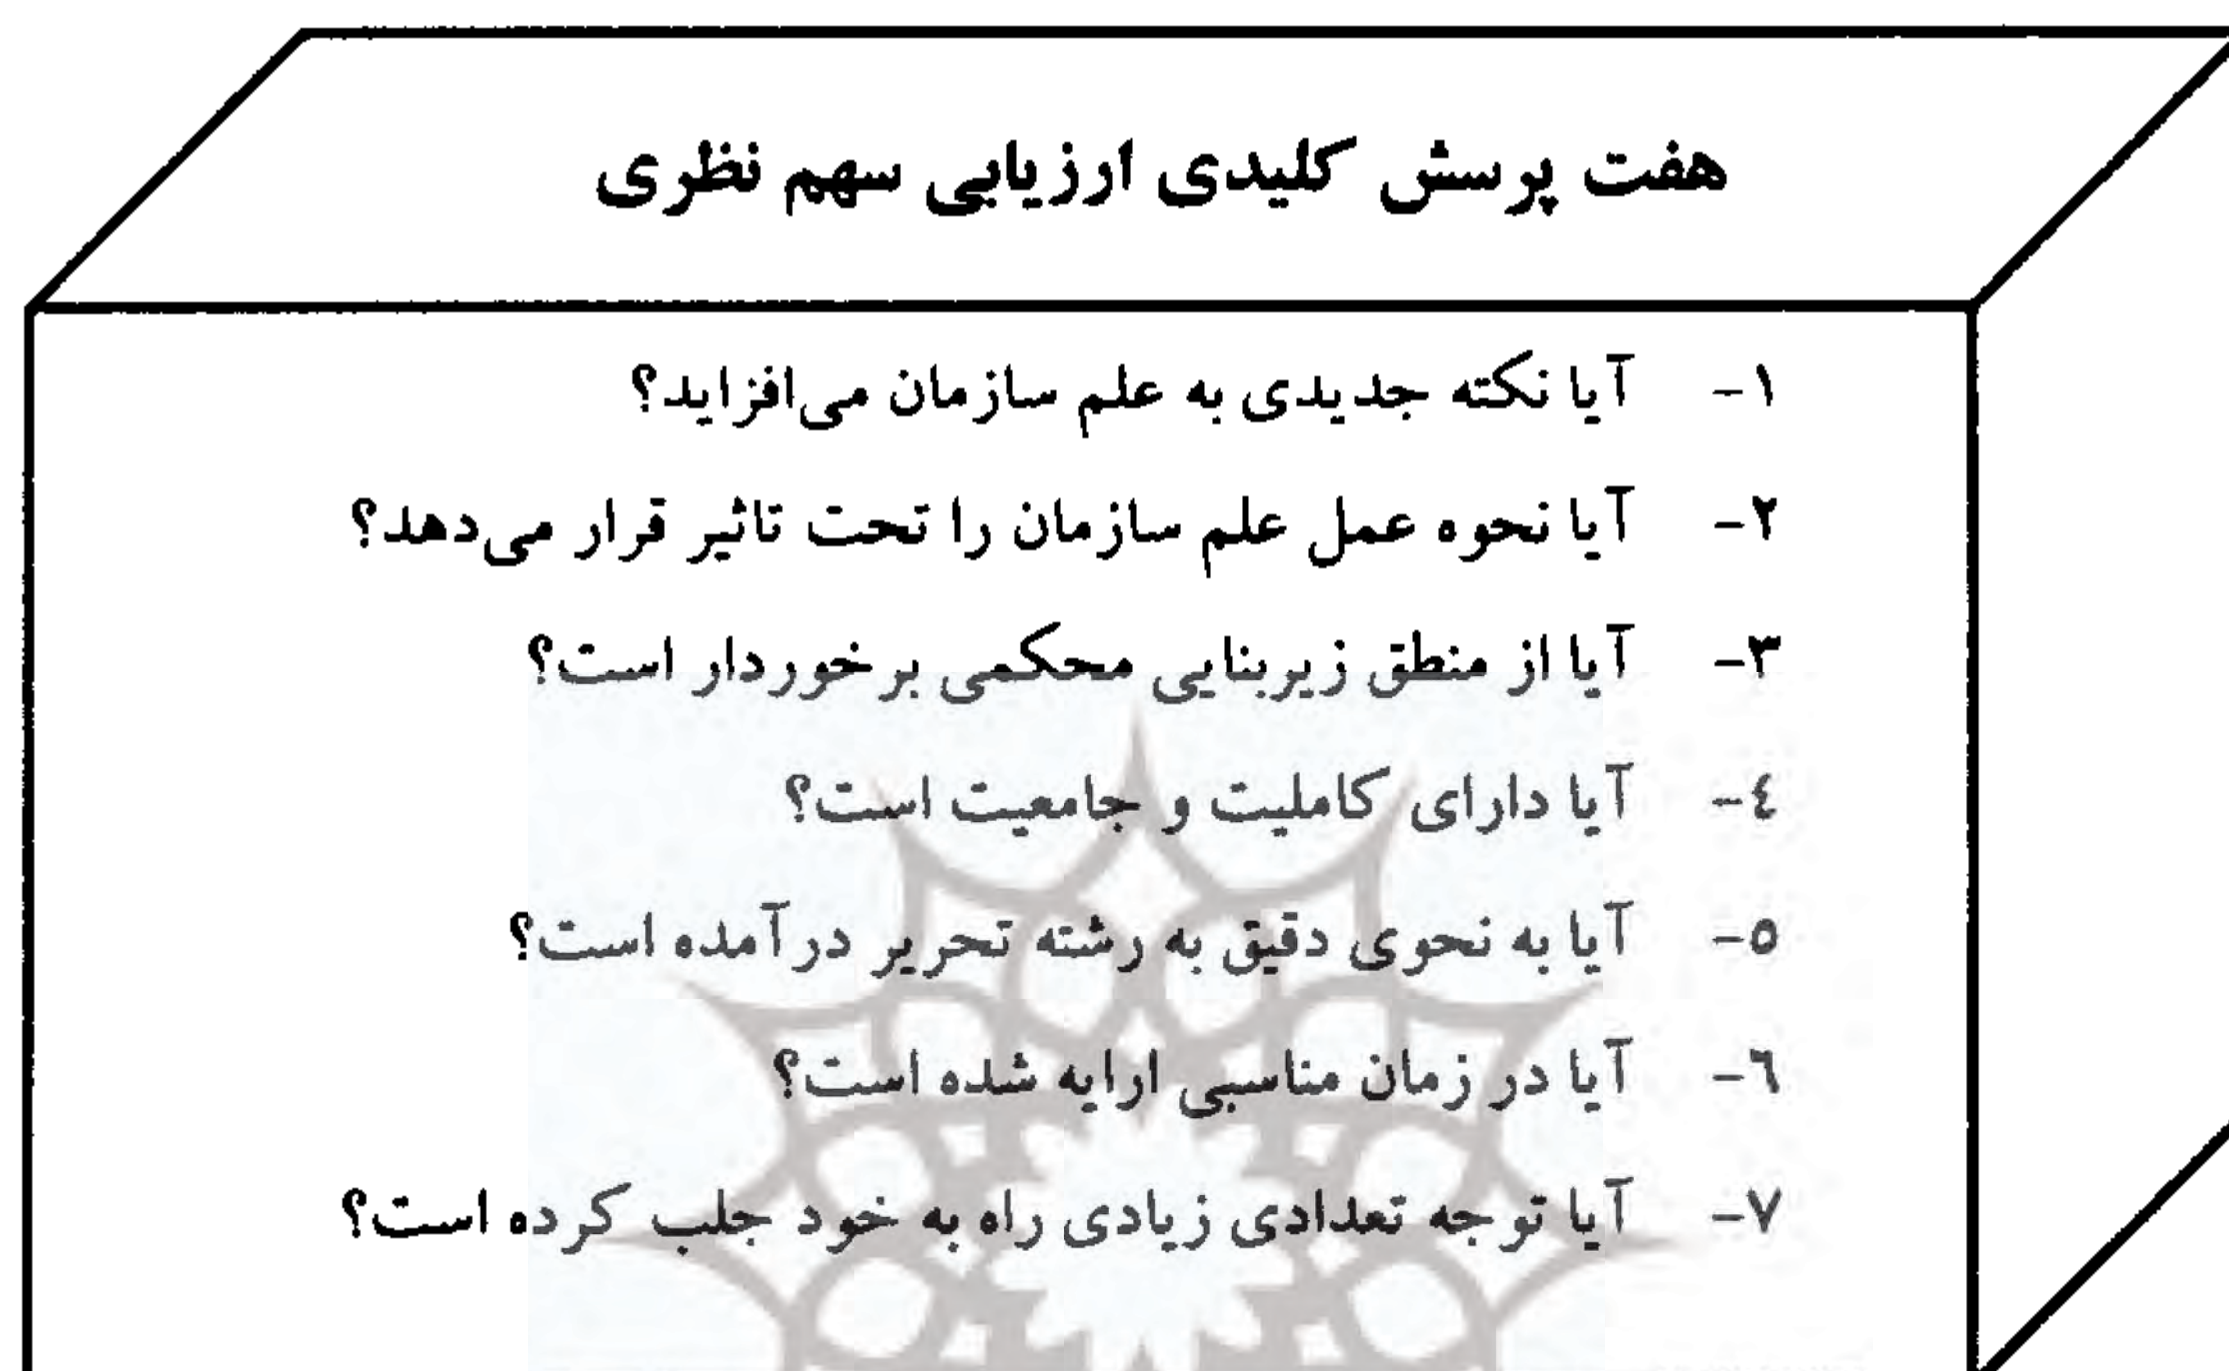 هفت پرسش کلیدی ارزیابی سهم نظری
۱- آیا نکته جدیدی به علم سازمان می‌افزاید؟
۲- آیا نحوه عمل علم سازمان را تحت تاثیر قرار می‌دهد؟
۳- آیا از منطق زیربنایی محکمی برخوردار است؟
٤- آیا دارای کاملیت و جامعیت است؟
۵- آیا به نحوی دقیق به رشته تحریر درآمده است؟
٦- آیا در زمان مناسبی ارایه شده است؟
۷- آیا توجه تعدادی زیادی راه به خود جلب کرده است؟